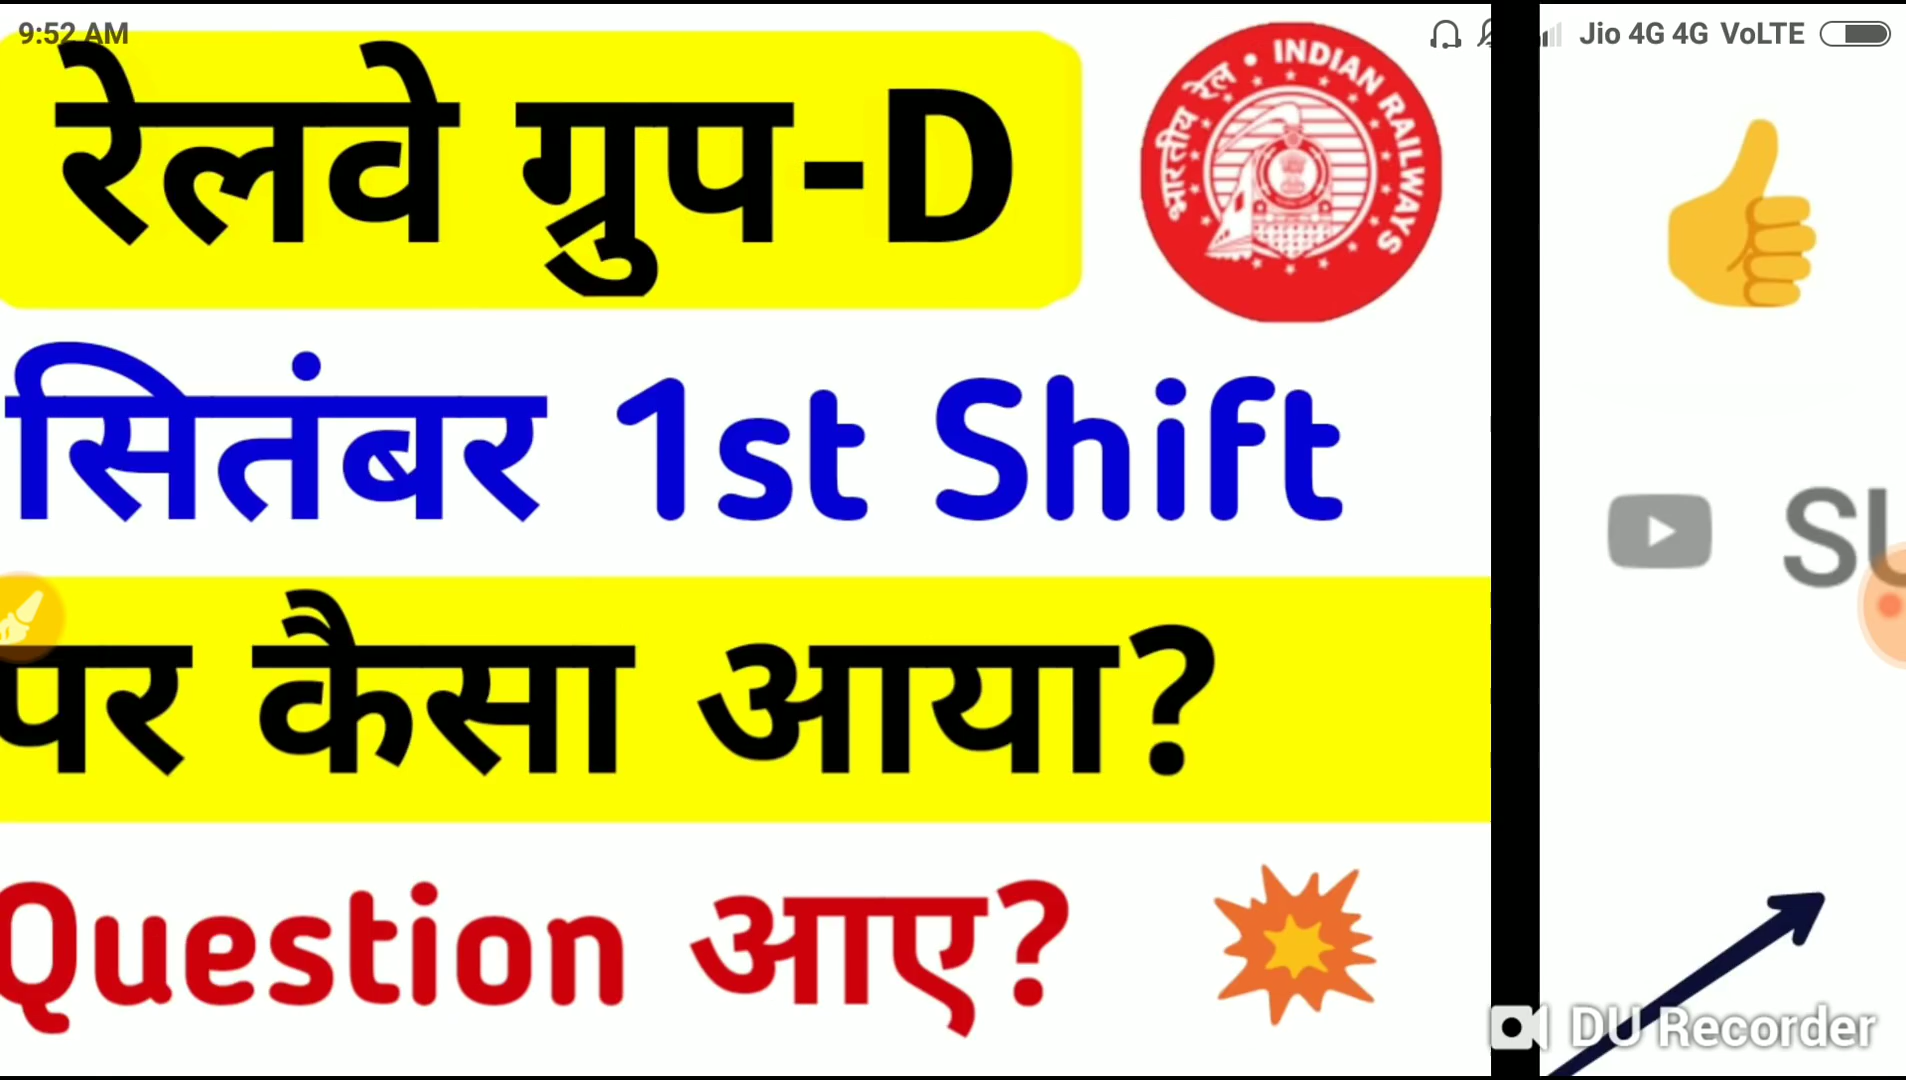 9:52 AM
Jio 4G 4G VoLTE
रेलवे ग्रुप-D
भारतीय रेल • INDIAN RAILWAYS
सितंबर 1st Shift
पर कैसा आया?
Question आए?
DU Recorder